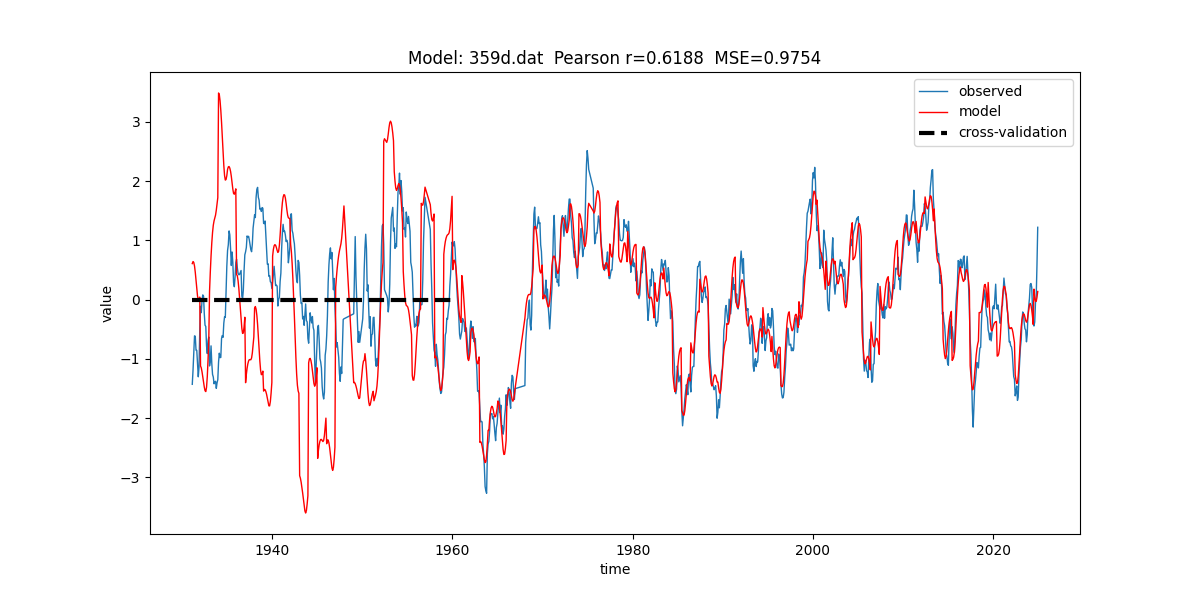 Model: 359d.dat  Pearson r=0.6188  MSE=0.9754
observed
model
cross-validation
value
3
2
1
0
−1
−2
−3
1940 1960 1980 2000 2020
time